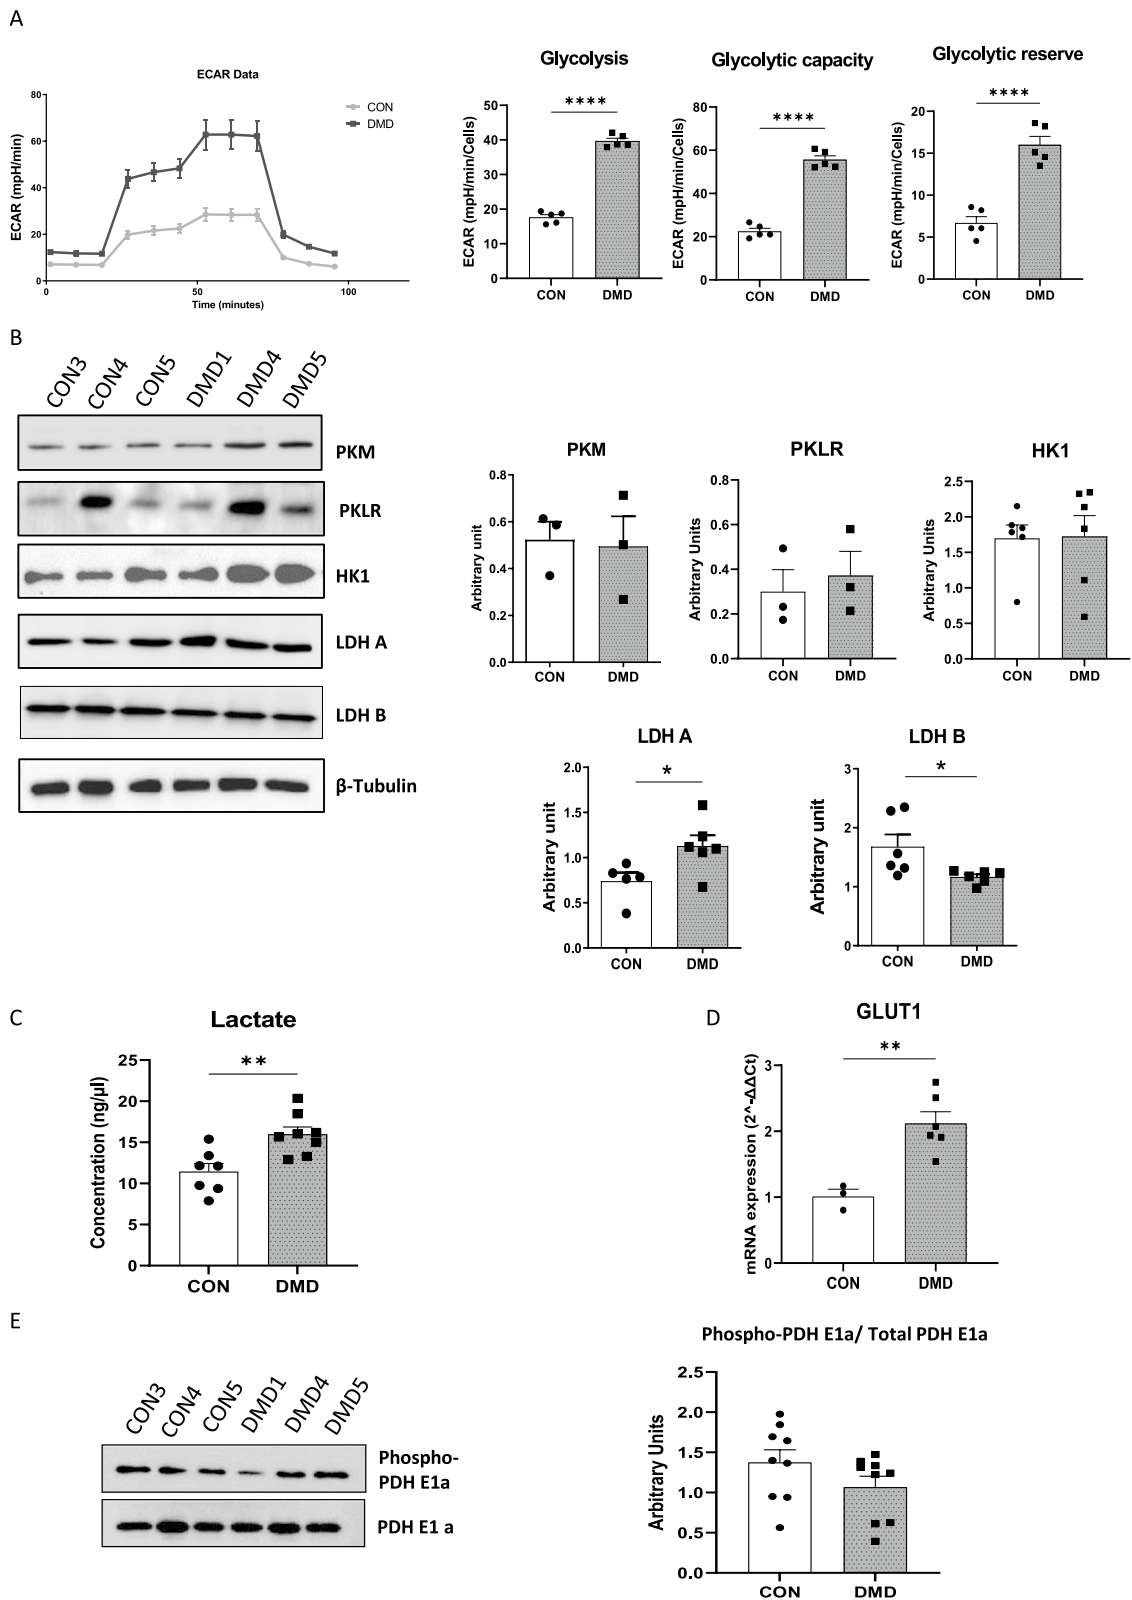 A
ECAR Data
ECAR (mpH/min)
80
60
40
20
0
0
50
100
Time (minutes)
CON
DMD
Glycolysis
****
ECAR (mpH/min/Cells)
50
40
30
20
10
0
CON
DMD
Glycolytic capacity
****
ECAR (mpH/min/Cells)
80
60
40
20
0
CON
DMD
Glycolytic reserve
****
ECAR (mpH/min/Cells)
20
15
10
5
0
CON
DMD
B
CON3
CON4
CON5
DMD1
DMD4
DMD5
PKM
PKLR
HK1
LDH A
LDH B
β-Tubulin
PKM
Arbitrary unit
0.8
0.6
0.4
0.2
0.0
CON
DMD
PKLR
Arbitrary Units
0.8
0.6
0.4
0.2
0.0
CON
DMD
HK1
Arbitrary Units
2.5
2.0
1.5
1.0
0.5
0.0
CON
DMD
LDH A
*
Arbitrary unit
2.0
1.5
1.0
0.5
0.0
CON
DMD
LDH B
*
Arbitrary unit
3
2
1
0
CON
DMD
C
Lactate
**
Concentration (ng/µl)
25
20
15
10
5
0
CON
DMD
D
GLUT1
**
mRNA expression (2^-ΔΔCt)
3
2
1
0
CON
DMD
E
CON3
CON4
CON5
DMD1
DMD4
DMD5
Phospho-
PDH E1a
PDH E1 a
Phospho-PDH E1a/ Total PDH E1a
Arbitrary Units
2.5
2.0
1.5
1.0
0.5
0.0
CON
DMD